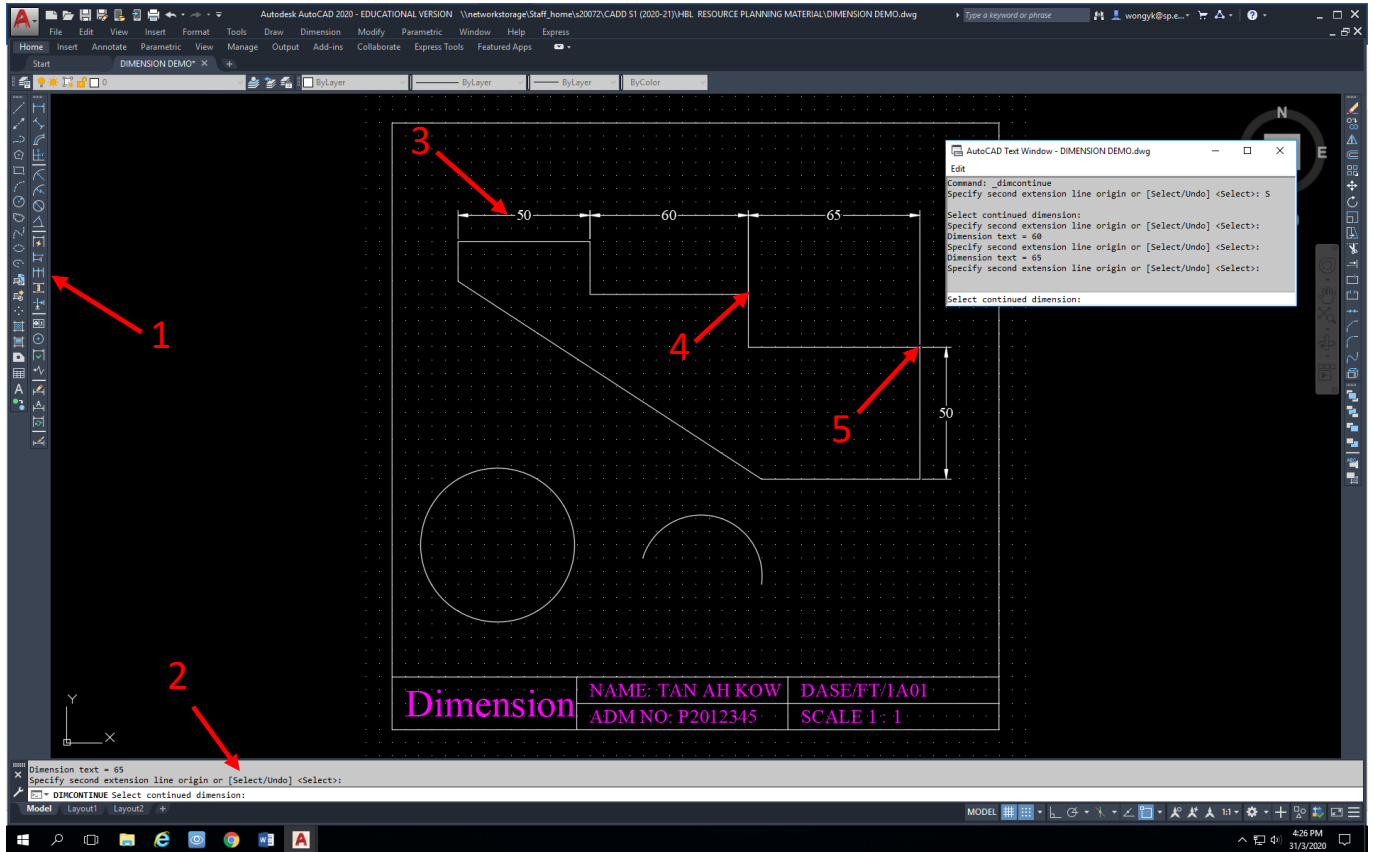 Autodesk AutoCAD 2020 - EDUCATIONAL VERSION \\networkstorage\Staff_home\s20072\CADD S1 (2020-21)\HBL RESOURCE PLANNING MATERIAL\DIMENSION DEMO.dwg
Type a keyword or phrase
wongyk@sp.e...
File Edit View Insert Format Tools Draw Dimension Modify Parametric Window Help Express
Home Insert Annotate Parametric View Manage Output Add-ins Collaborate Express Tools Featured Apps
Start DIMENSION DEMO* +
0 ByLayer ByLayer ByLayer ByColor
N
E
3
50 60 65
1
4
5
50
AutoCAD Text Window - DIMENSION DEMO.dwg
Edit
Command: _dimcontinue
Specify second extension line origin or [Select/Undo] <Select>: S
Select continued dimension:
Specify second extension line origin or [Select/Undo] <Select>:
Dimension text = 60
Specify second extension line origin or [Select/Undo] <Select>:
Dimension text = 65
Specify second extension line origin or [Select/Undo] <Select>:
Select continued dimension:
2
Y
X
Dimension
NAME: TAN AH KOW
DASE/FT/1A01
ADM NO: P2012345
SCALE 1 : 1
Dimension text = 65
Specify second extension line origin or [Select/Undo] <Select>:
DIMCONTINUE Select continued dimension:
Model Layout1 Layout2 +
MODEL 1:1
4:26 PM
31/3/2020